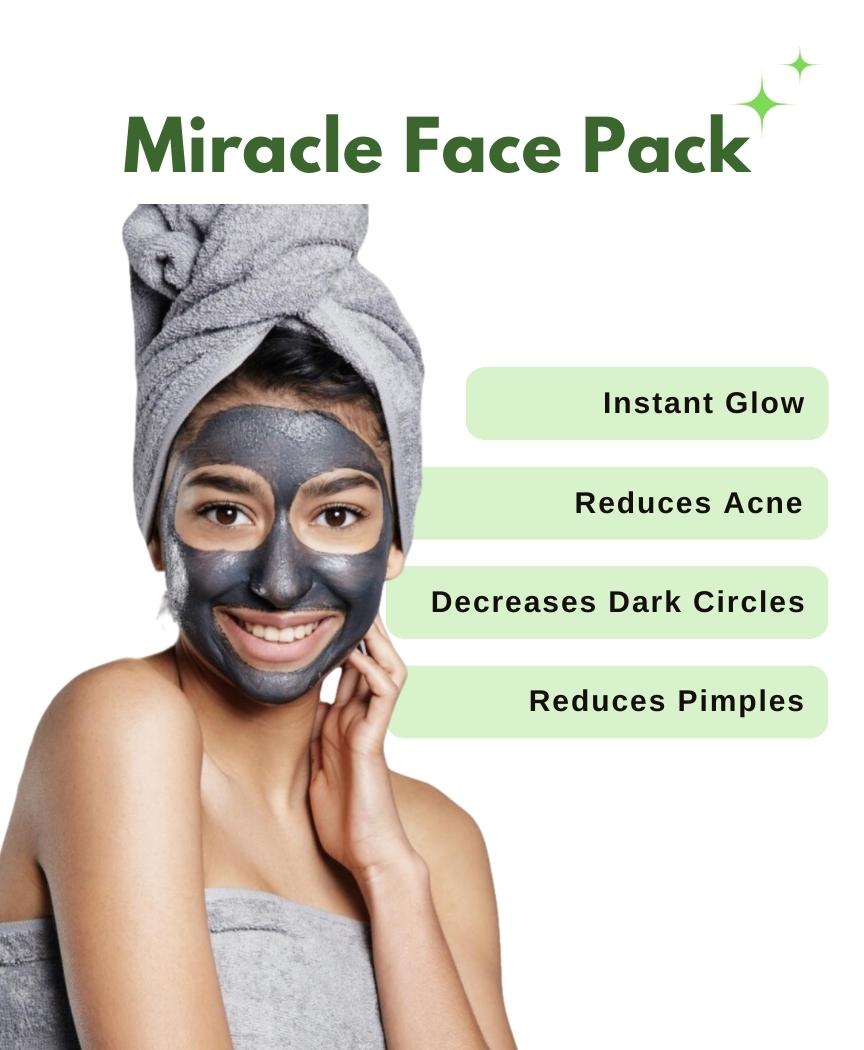 Miracle Face Pack
Instant Glow
Reduces Acne
Decreases Dark Circles
Reduces Pimples